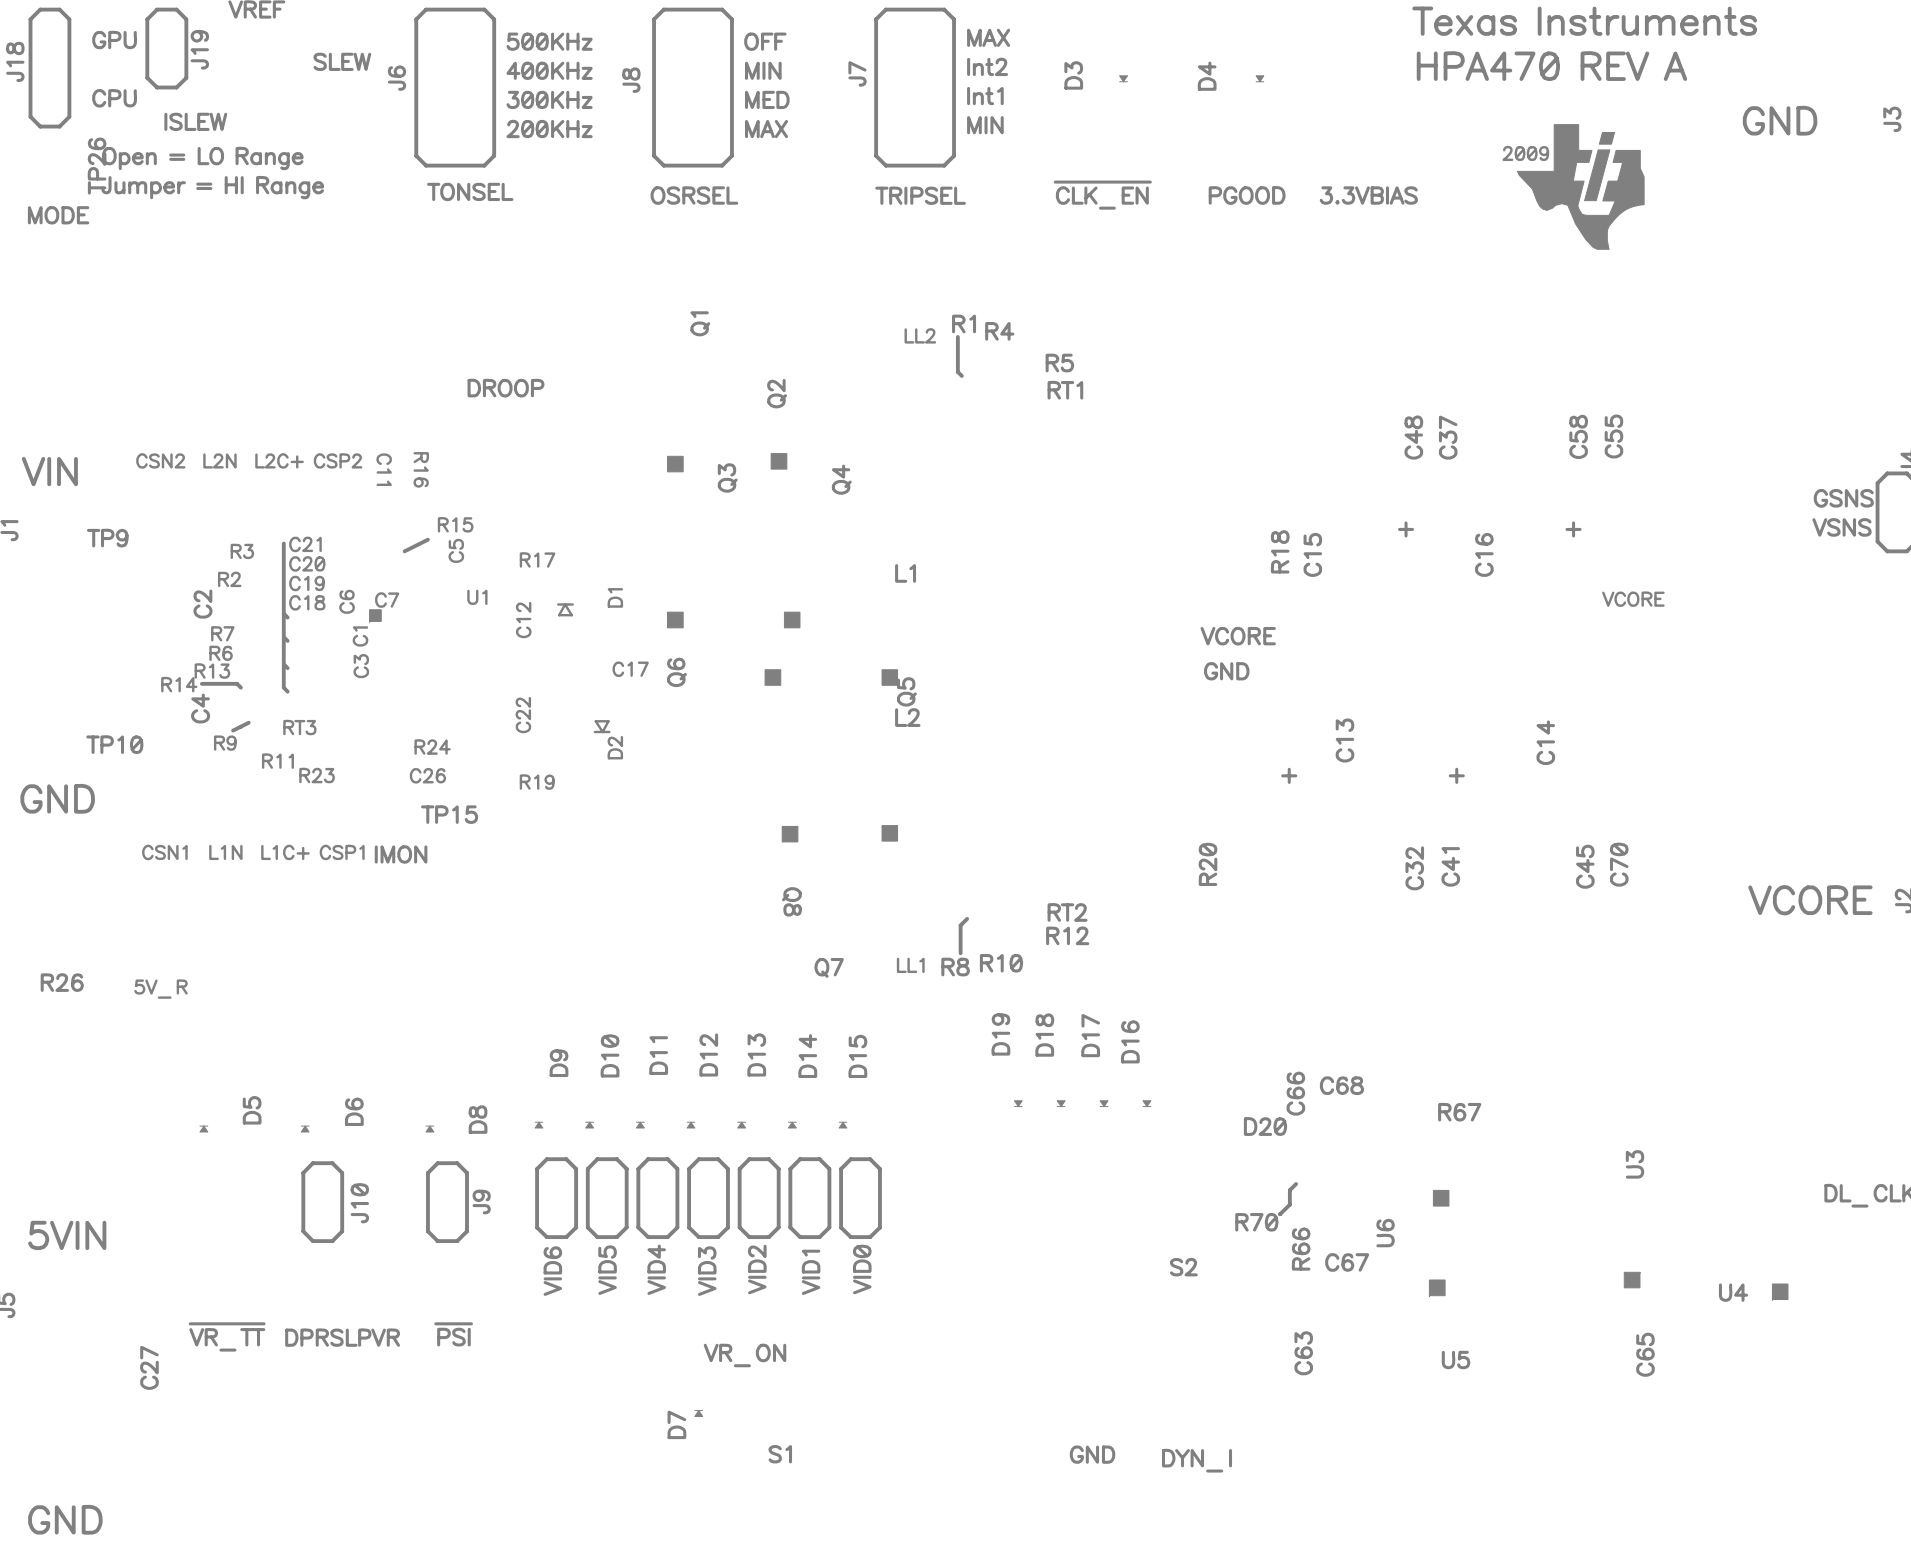 VREF
Texas Instruments
HPA470 REV A
J18
GPU
CPU
J19
SLEW
ISLEW
J6
500KHz
400KHz
300KHz
200KHz
J8
OFF
MIN
MED
MAX
J7
MAX
Int2
Int1
MIN
D3
D4
GND
J3
2009
TP26
Open = LO Range
Jumper = HI Range
MODE
TONSEL
OSRSEL
TRIPSEL
CLK_EN
PGOOD
3.3VBIAS
Q1
LL2
R1
R4
R5
RT1
DROOP
Q2
C48
C37
C58
C55
VIN
CSN2
L2N
L2C+
CSP2
C11
R16
Q3
Q4
J4
GSNS
VSNS
J1
TP9
R3
R2
C2
C21
C20
C19
C18
C6
C7
R15
C5
R17
U1
C12
D1
L1
R18
C15
+
C16
+
VCORE
R7
R6
R13
R14
C4
C1
C3
C17
Q6
Q5
L2
VCORE
GND
R9
RT3
R11
R23
R24
C26
C22
D2
R19
C13
C14
+
+
TP10
GND
TP15
CSN1
L1N
L1C+
CSP1
IMON
R20
C32
C41
C45
C70
VCORE
J2
Q8
RT2
R12
Q7
LL1
R8
R10
R26
5V_R
D9
D10
D11
D12
D13
D14
D15
D19
D18
D17
D16
D5
D6
D8
C66
C68
D20
R67
U3
J10
J9
DL_CLK
5VIN
R70
R66
C67
U6
S2
VID6
VID5
VID4
VID3
VID2
VID1
VID0
U4
J5
VR_TT
DPRSLPVR
PSI
VR_ON
C27
C63
U5
C65
D7
S1
GND
DYN_I
GND